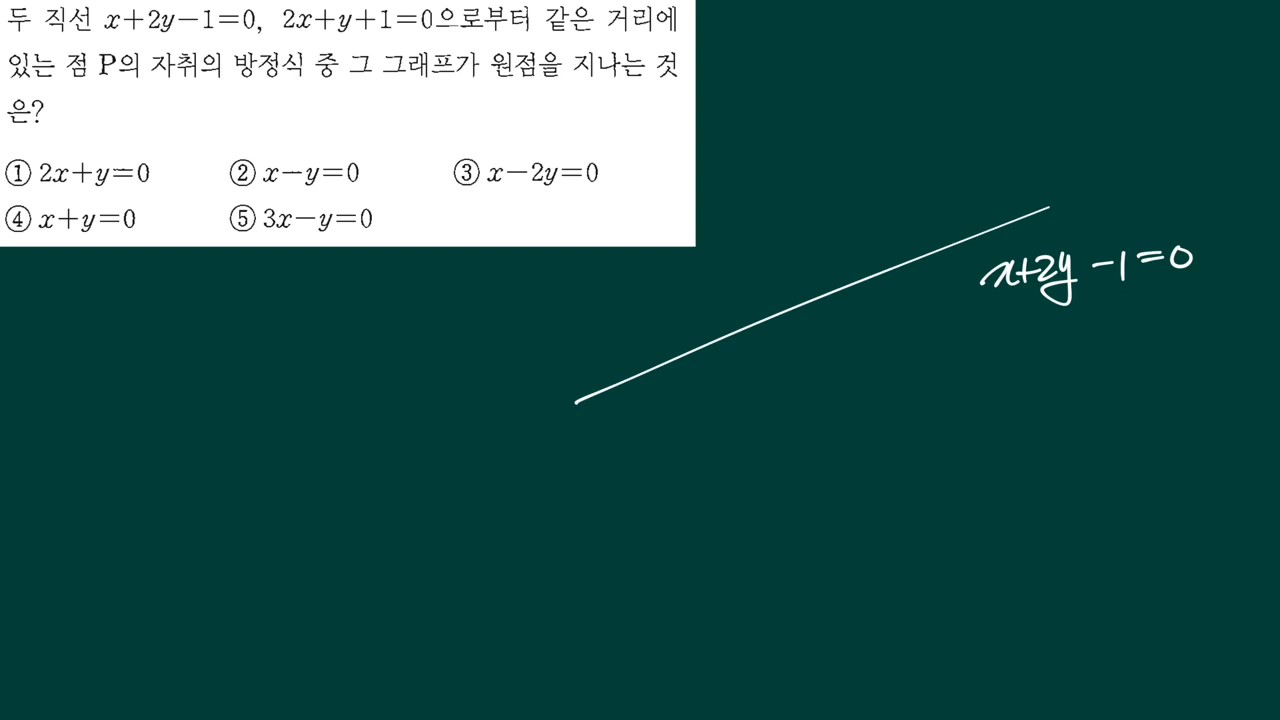 두 직선 x+2y-1=0, 2x+y+1=0으로부터 같은 거리에
있는 점 P의 자취의 방정식 중 그 그래프가 원점을 지나는 것
은?
① 2x+y=0 ② x-y=0 ③ x-2y=0
④ x+y=0 ⑤ 3x-y=0
x+2y -1=0